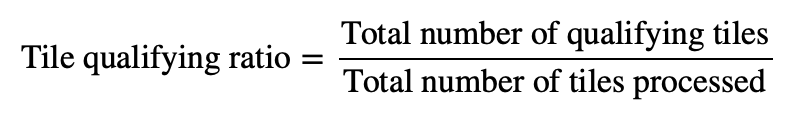 Tile qualifying ratio = Total number of qualifying tiles
Total number of tiles processed